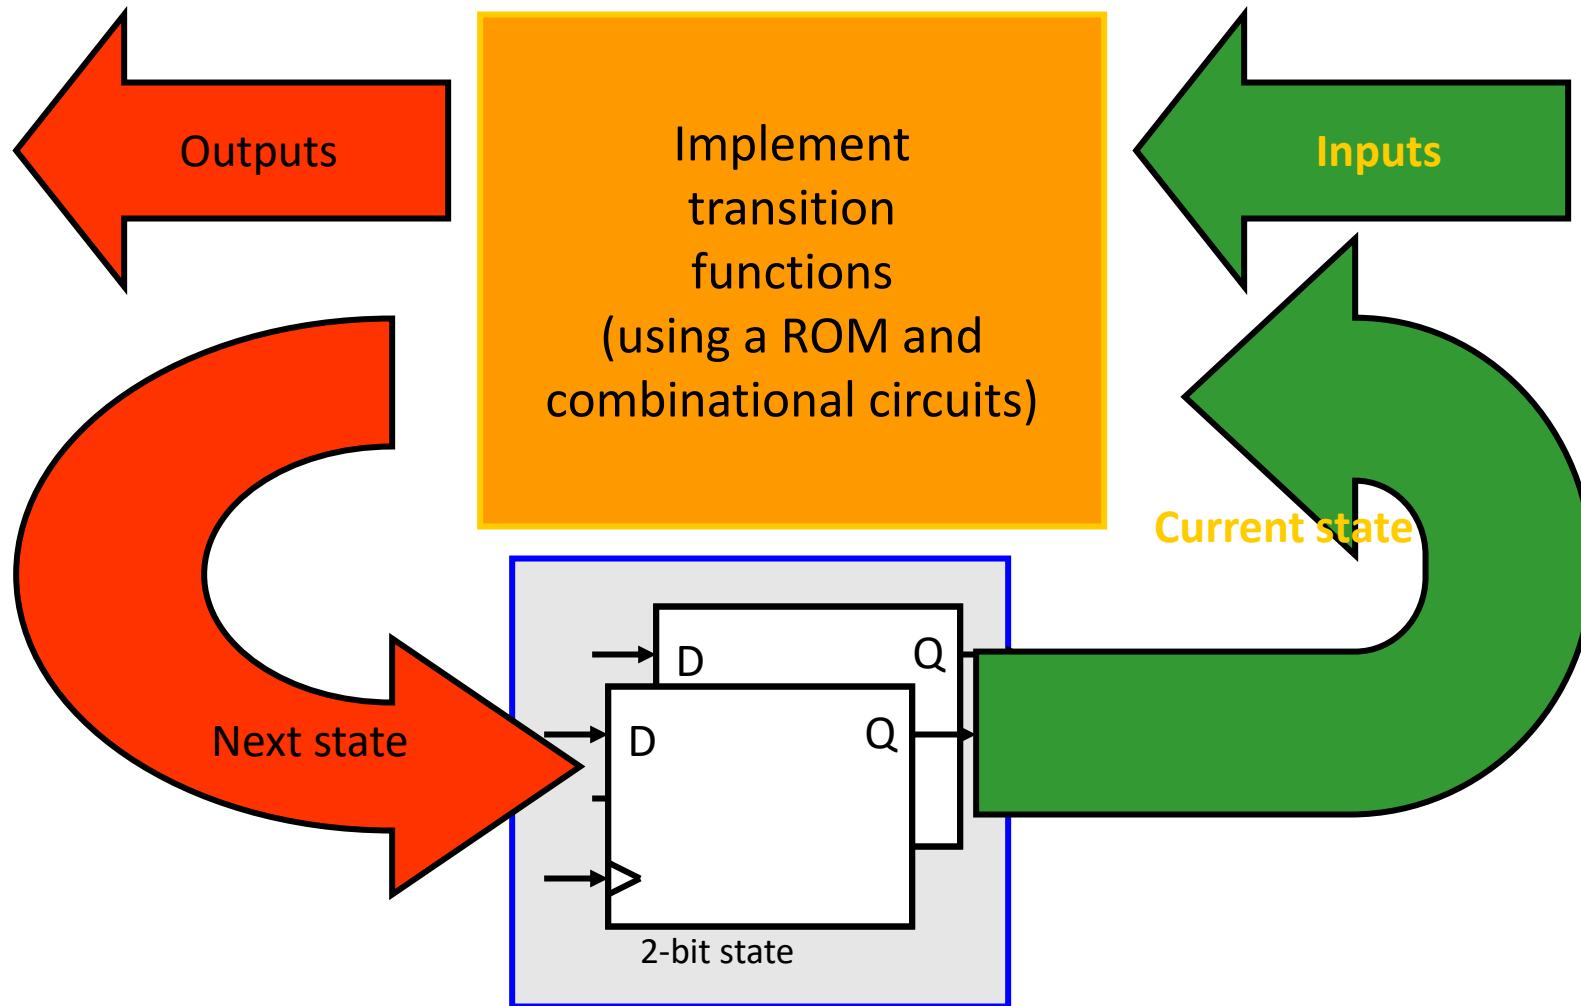 Outputs
Implement
transition
functions
(using a ROM and
combinational circuits)
Inputs
Current state
Next state
D
Q
D
Q
2-bit state